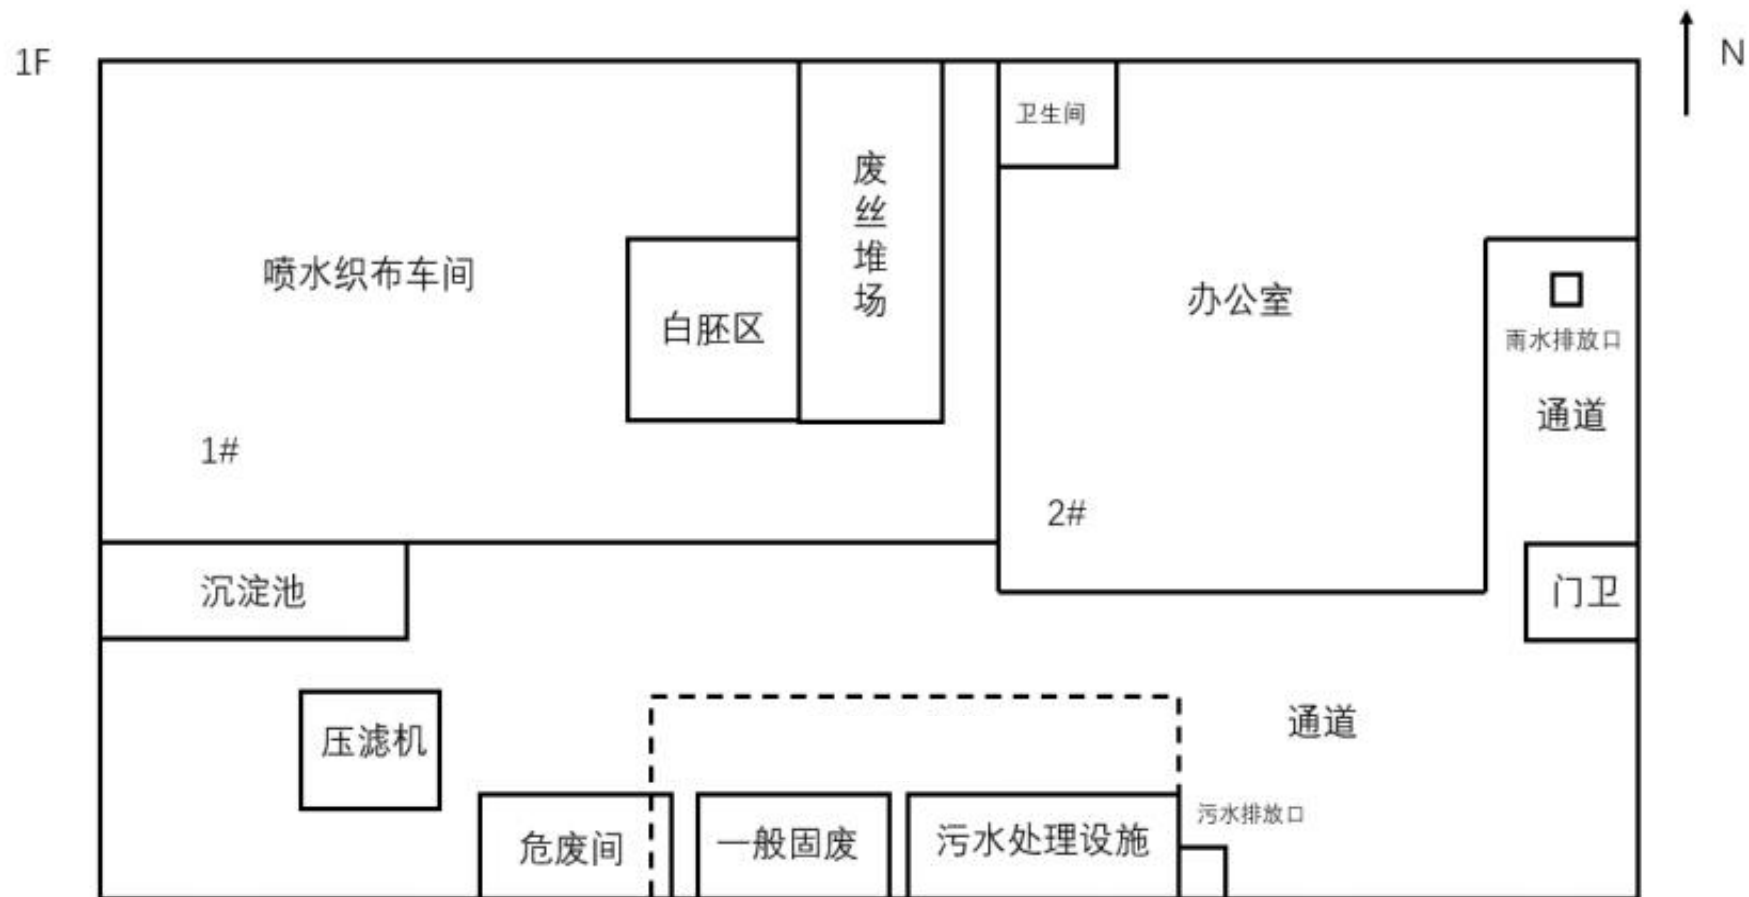 1F
N
卫生间
废丝堆场
喷水织布车间
白胚区
办公室
雨水排放口
通道
1#
2#
沉淀池
门卫
压滤机
通道
危废间
一般固废
污水处理设施
污水排放口